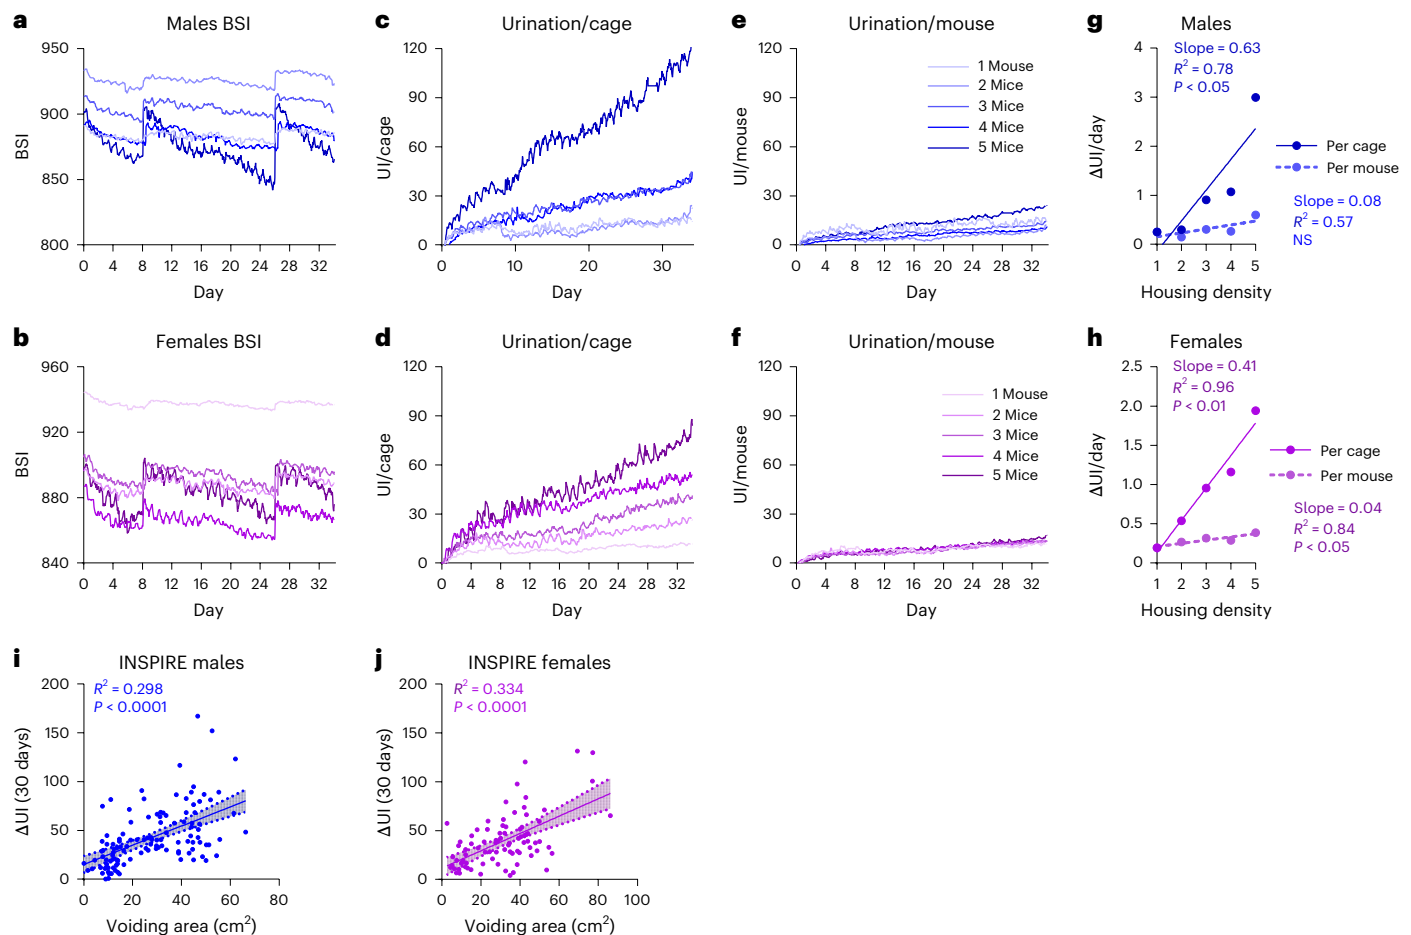 a
Males BSI
950
900
850
800
BSI
0 4 8 12 16 20 24 28 32
Day
c
Urination/cage
120
90
60
30
0
UI/cage
0 10 20 30
Day
e
Urination/mouse
120
90
60
30
0
UI/mouse
1 Mouse
2 Mice
3 Mice
4 Mice
5 Mice
0 4 8 12 16 20 24 28 32
Day
g
Males
4
3
2
1
0
ΔUI/day
Slope = 0.63
R² = 0.78
P < 0.05
Per cage
Per mouse
Slope = 0.08
R² = 0.57
NS
1 2 3 4 5
Housing density
b
Females BSI
960
920
880
840
BSI
0 4 8 12 16 20 24 28 32
Day
d
Urination/cage
120
90
60
30
0
UI/cage
0 4 8 12 16 20 24 28 32
Day
f
Urination/mouse
120
90
60
30
0
UI/mouse
1 Mouse
2 Mice
3 Mice
4 Mice
5 Mice
0 4 8 12 16 20 24 28 32
Day
h
Females
2.5
2.0
1.5
1.0
0.5
0
ΔUI/day
Slope = 0.41
R² = 0.96
P < 0.01
Per cage
Per mouse
Slope = 0.04
R² = 0.84
P < 0.05
1 2 3 4 5
Housing density
i
INSPIRE males
200
150
100
50
0
ΔUI (30 days)
R² = 0.298
P < 0.0001
0 20 40 60 80
Voiding area (cm²)
j
INSPIRE females
200
150
100
50
0
ΔUI (30 days)
R² = 0.334
P < 0.0001
0 20 40 60 80 100
Voiding area (cm²)